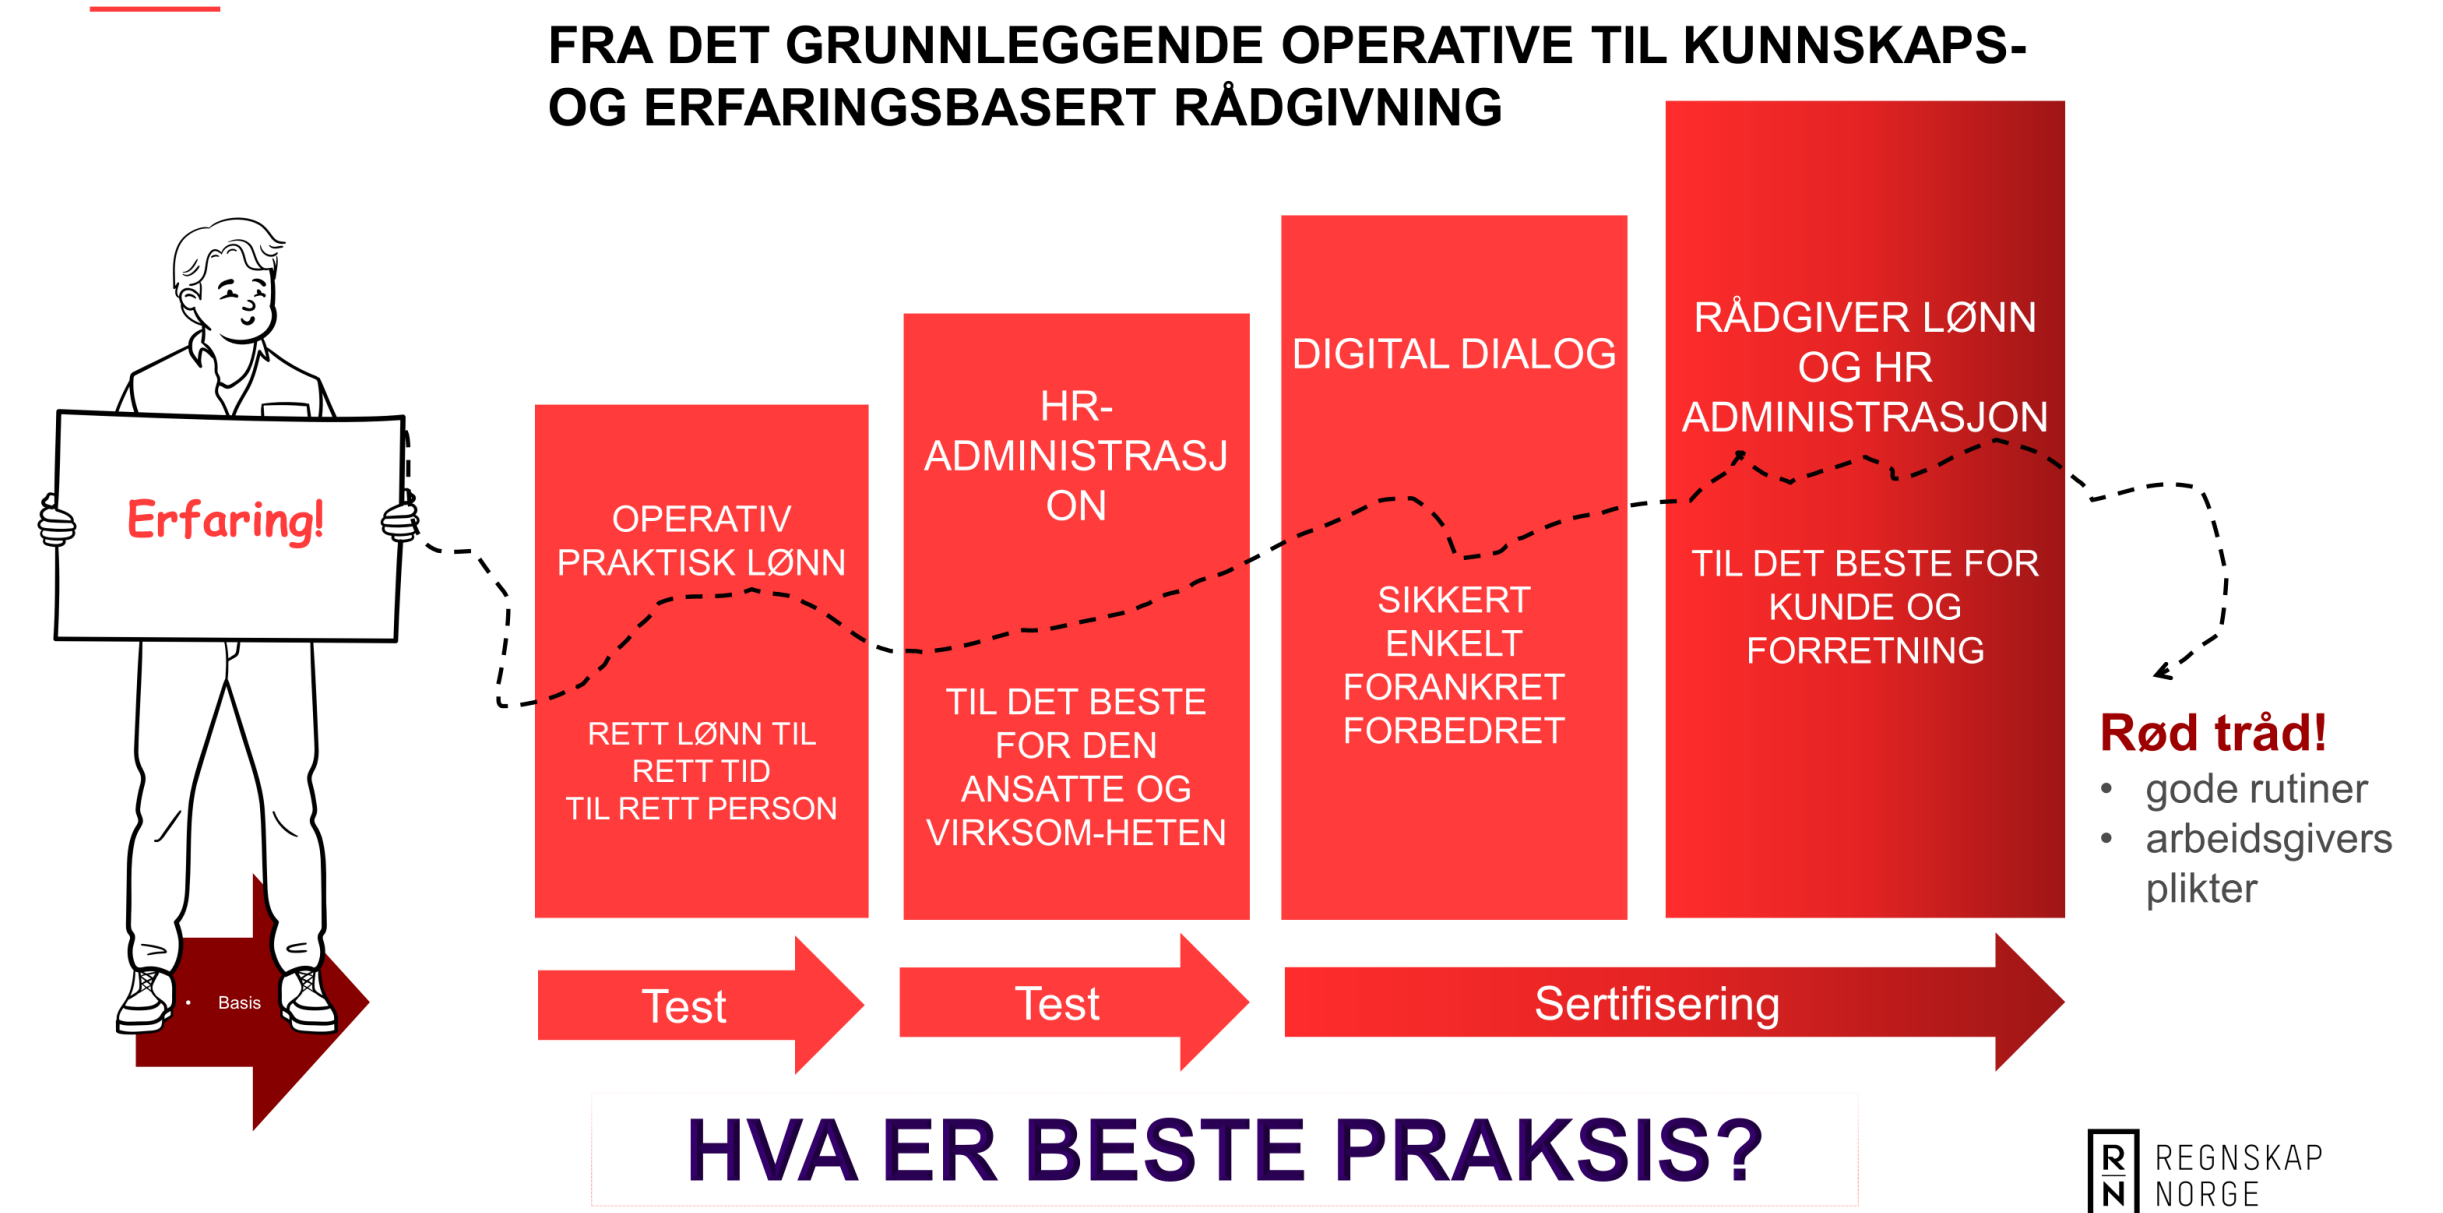 FRA DET GRUNNLEGGENDE OPERATIVE TIL KUNNSKAPS-
OG ERFARINGSBASERT RÅDGIVNING
Erfaring!
Basis
OPERATIV
PRAKTISK LØNN
RETT LØNN TIL
RETT TID
TIL RETT PERSON
HR-
ADMINISTRASJ
ON
TIL DET BESTE
FOR DEN
ANSATTE OG
VIRKSOM-HETEN
DIGITAL DIALOG
SIKKERT
ENKELT
FORANKRET
FORBEDRET
RÅDGIVER LØNN
OG HR
ADMINISTRASJON
TIL DET BESTE FOR
KUNDE OG
FORRETNING
Rød tråd!
• gode rutiner
• arbeidsgivers
plikter
Test
Test
Sertifisering
HVA ER BESTE PRAKSIS?
R
N
REGNSKAP
NORGE